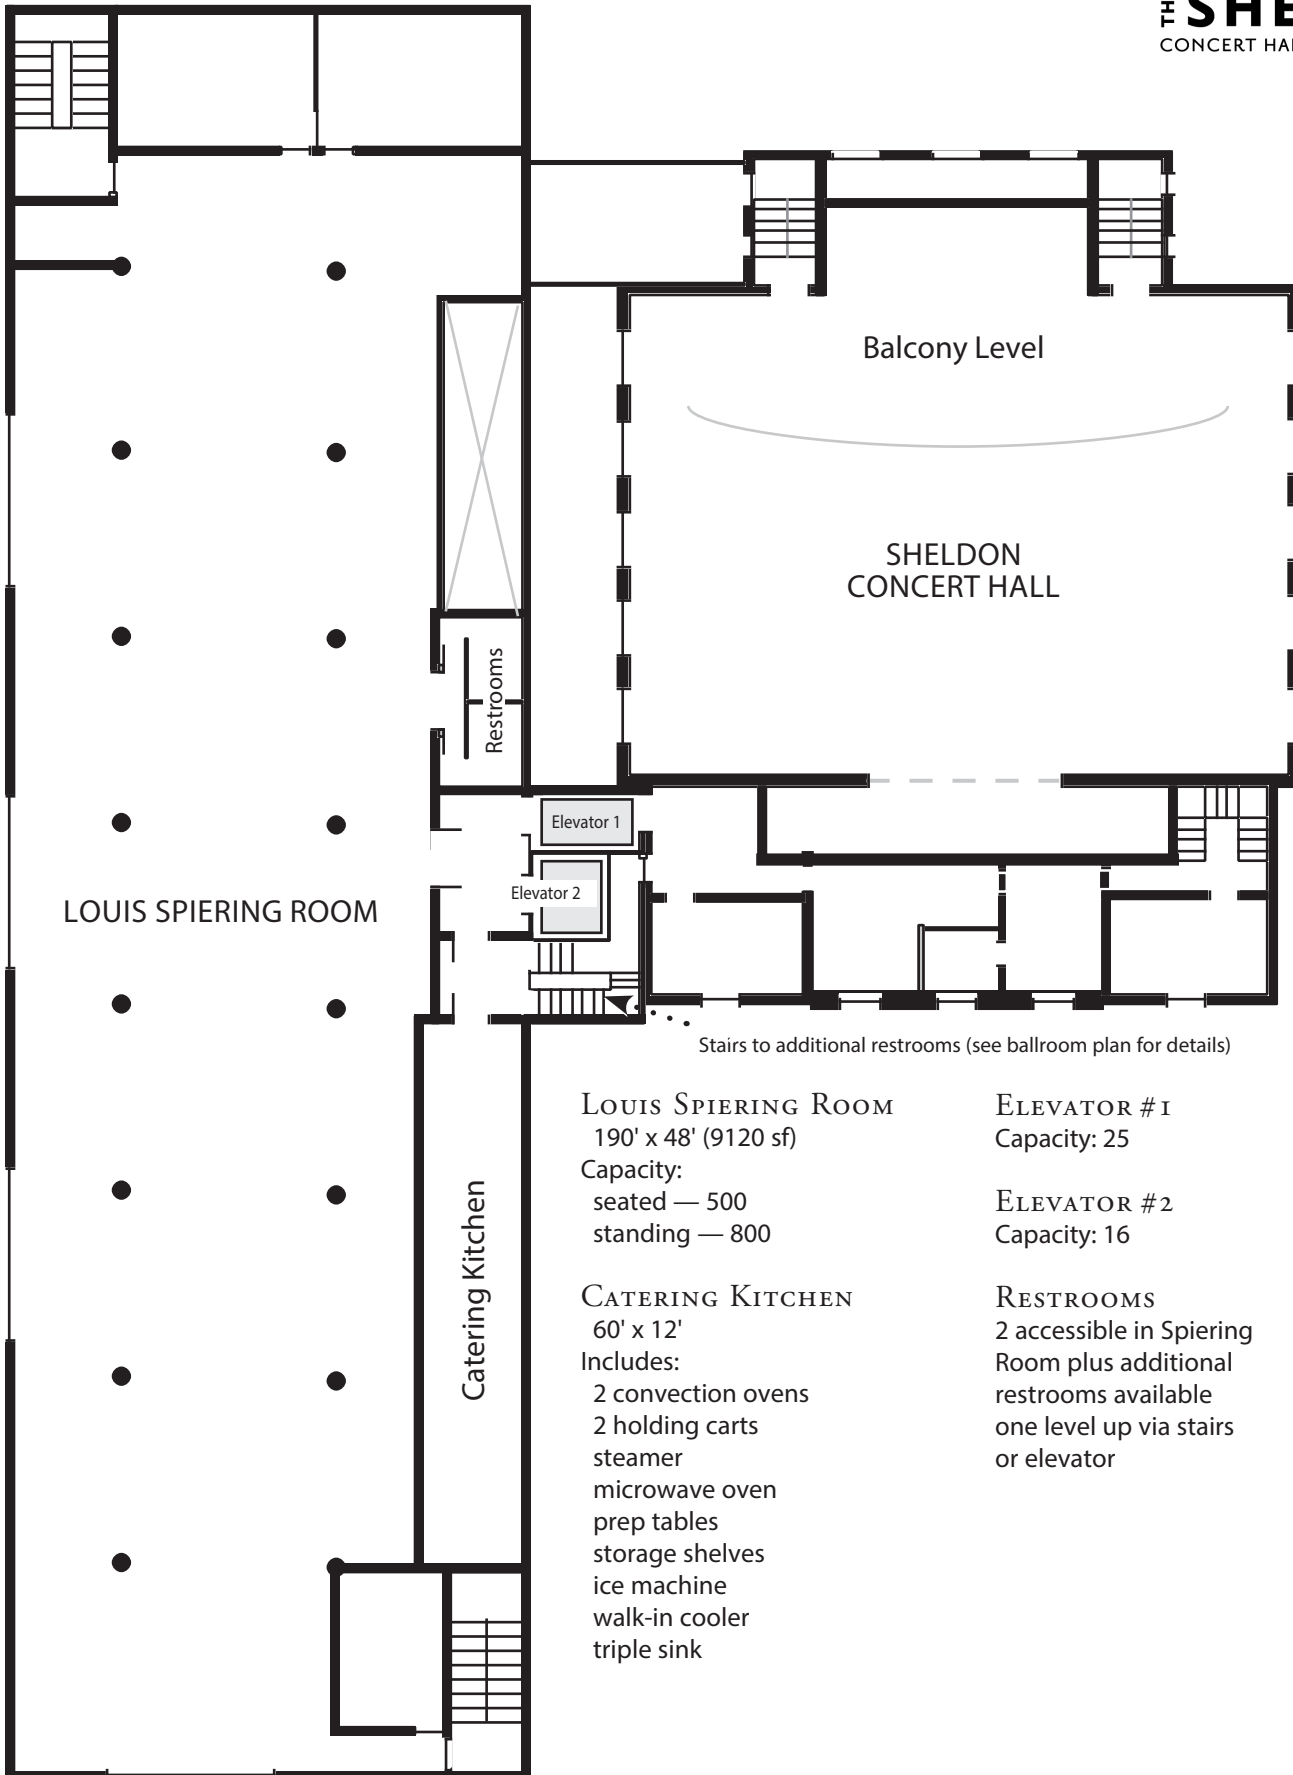 THE SHE
CONCERT HAL
Balcony Level
SHELDON
CONCERT HALL
Restrooms
Elevator 1
Elevator 2
LOUIS SPIERING ROOM
Stairs to additional restrooms (see ballroom plan for details)
Catering Kitchen
LOUIS SPIERING ROOM
190' x 48' (9120 sf)
Capacity:
seated — 500
standing — 800
CATERING KITCHEN
60' x 12'
Includes:
2 convection ovens
2 holding carts
steamer
microwave oven
prep tables
storage shelves
ice machine
walk-in cooler
triple sink
ELEVATOR #1
Capacity: 25
ELEVATOR #2
Capacity: 16
RESTROOMS
2 accessible in Spiering
Room plus additional
restrooms available
one level up via stairs
or elevator